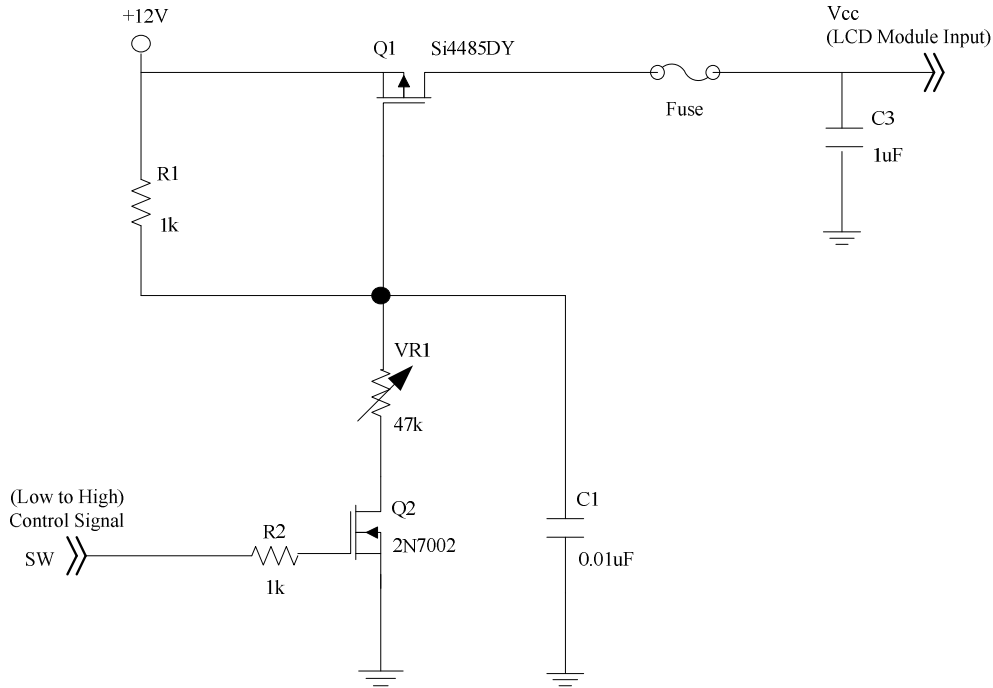 +12V
Vcc
(LCD Module Input)
Q1
Si4485DY
Fuse
C3
1uF
R1
1k
VR1
47k
(Low to High)
Control Signal
SW
R2
1k
Q2
2N7002
C1
0.01uF